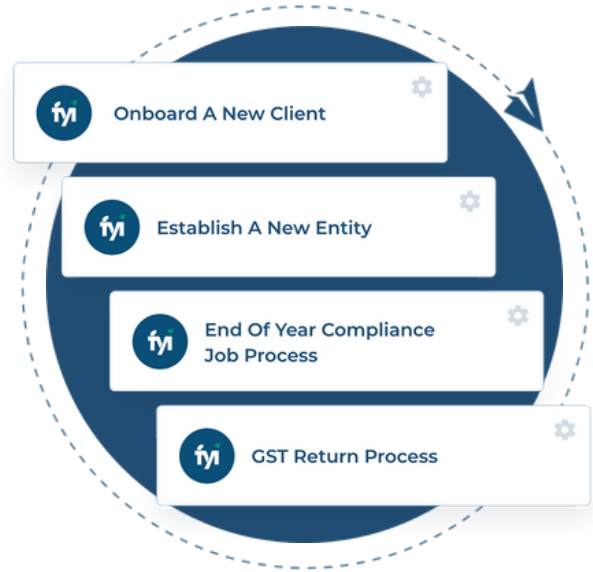 fyi
Onboard A New Client
fyi
Establish A New Entity
fyi
End Of Year Compliance
Job Process
fyi
GST Return Process